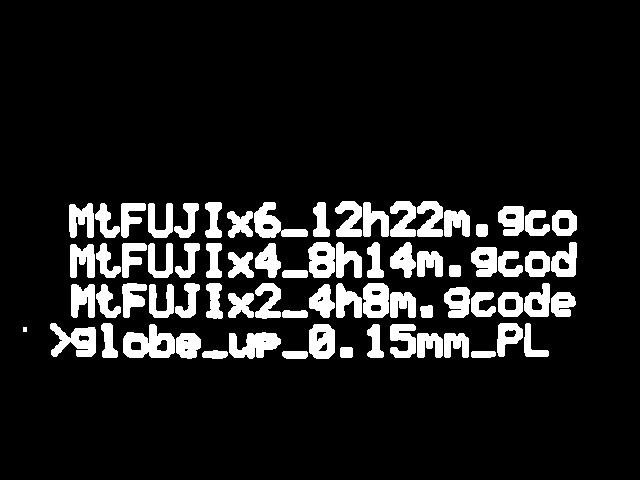 MtFUJIx6_12h22m.gco
MtFUJIx4_8h14m.gcod
MtFUJIx2_4h8m.gcode
>globe_up_0.15mm_PL